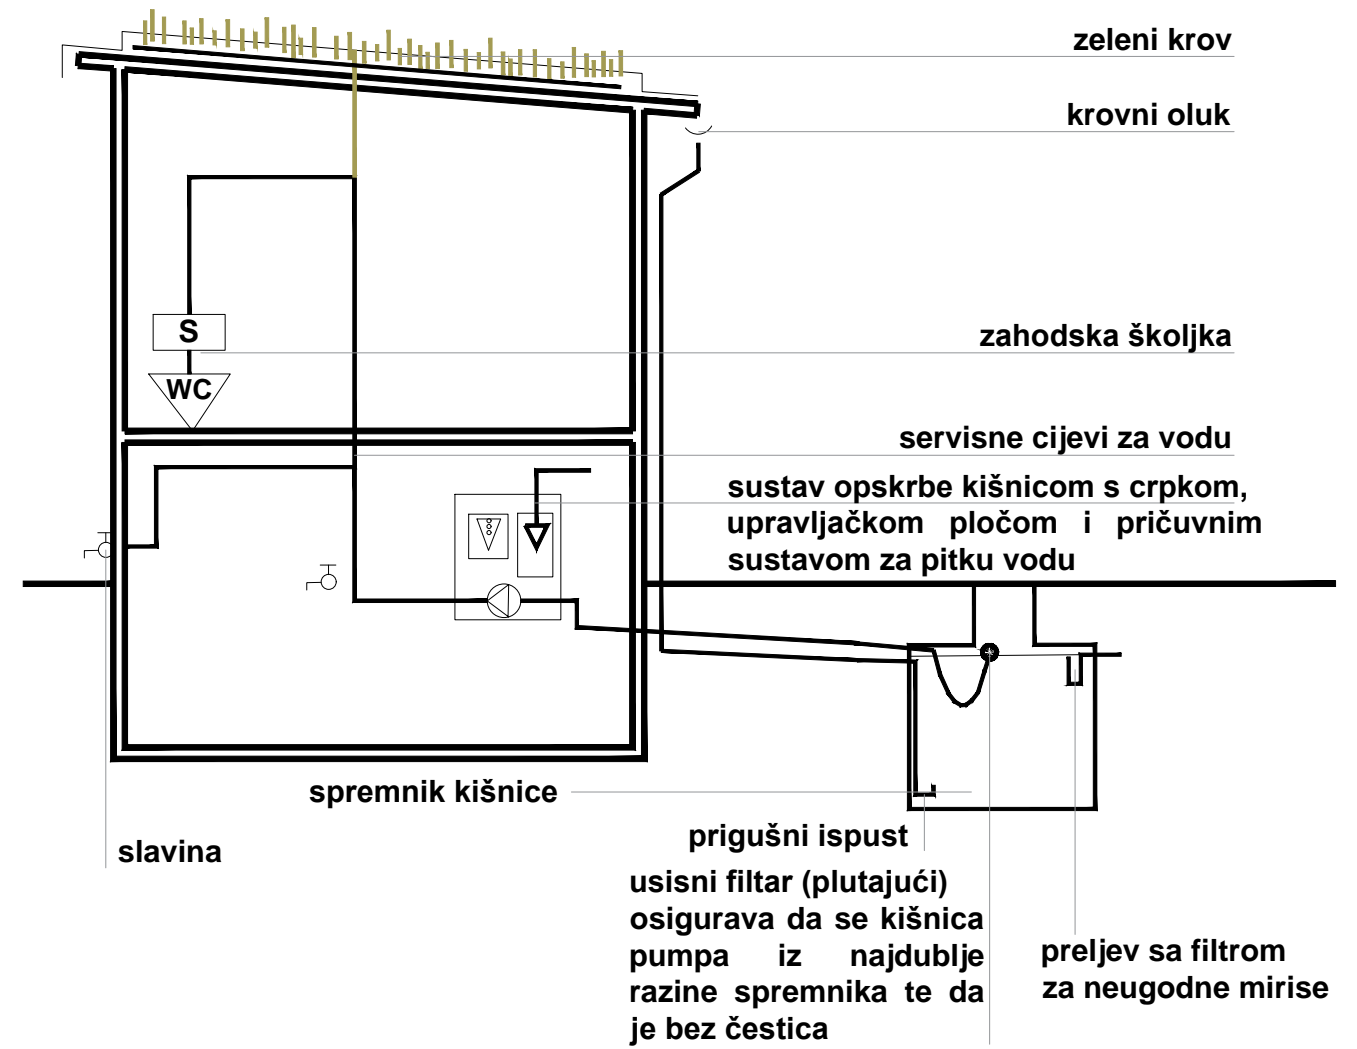 zeleni krov
krovni oluk
zahodska školjka
S
WC
servisne cijevi za vodu
sustav opskrbe kišnicom s crpkom,
upravljačkom pločom i pričuvnim
sustavom za pitku vodu
spremnik kišnice
prigušni ispust
slavina
usisni filtar (plutajući)
osigurava da se kišnica
pumpa iz najdublje
razine spremnika te da
je bez čestica
preljev sa filtrom
za neugodne mirise